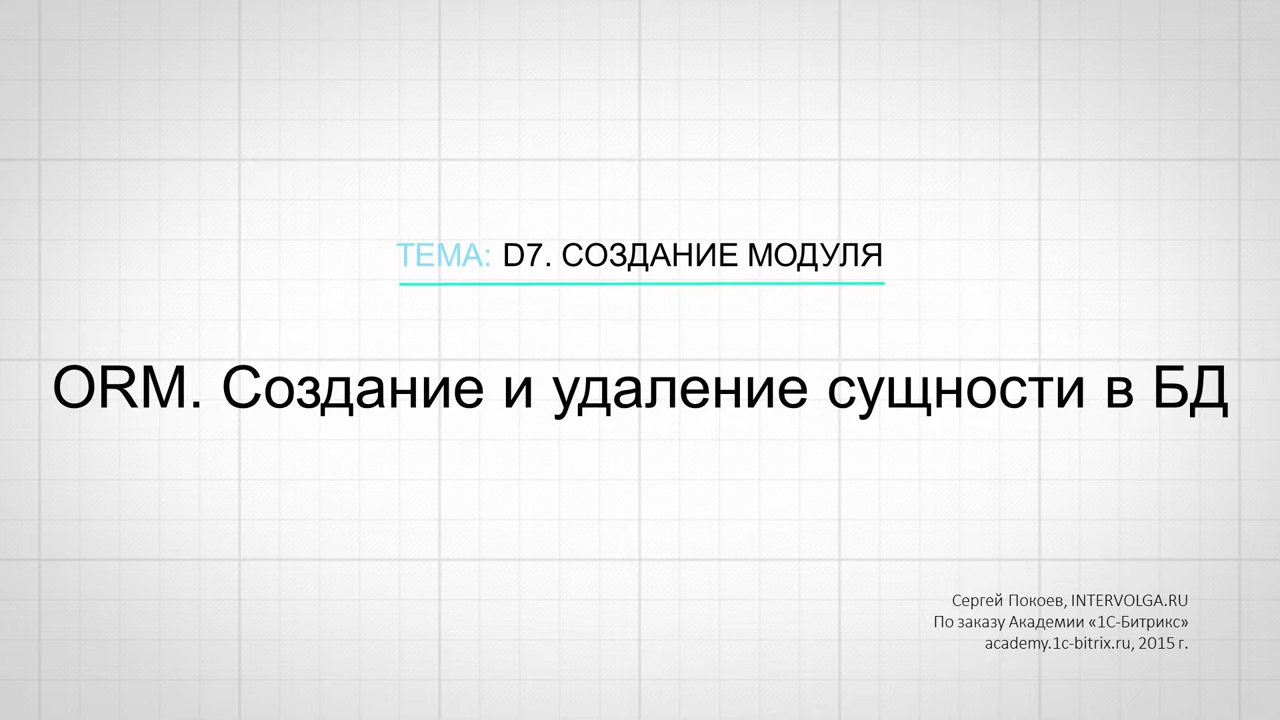 ТЕМА: D7. СОЗДАНИЕ МОДУЛЯ
ORM. Создание и удаление сущности в БД
Сергей Покоев, INTERVOLGA.RU
По заказу Академии «1С-Битрикс»
academy.1c-bitrix.ru, 2015 г.